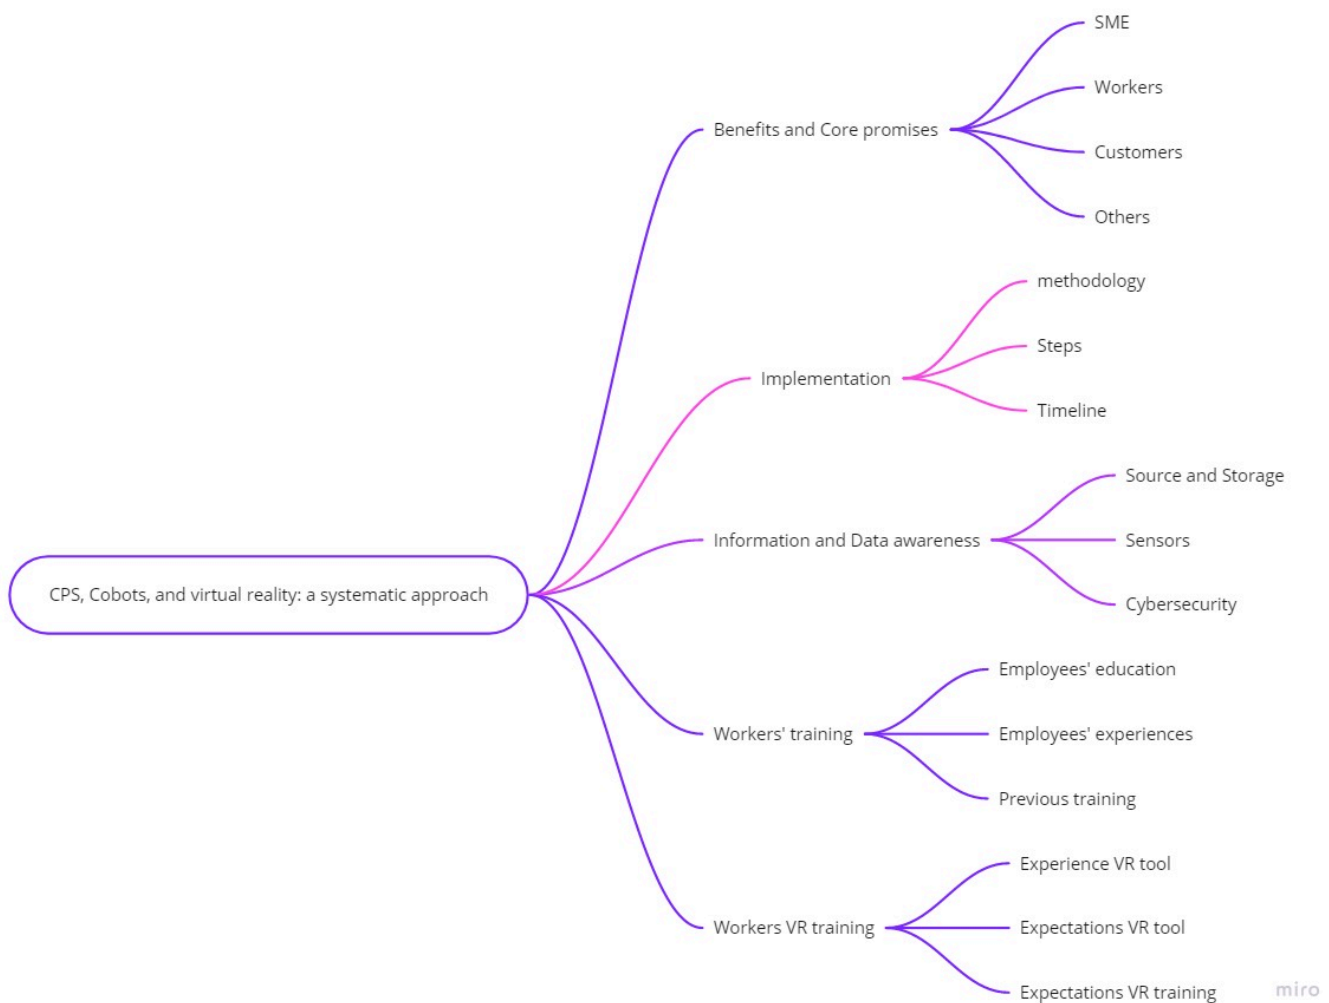 CPS, Cobots, and virtual reality: a systematic approach
Benefits and Core promises
SME
Workers
Customers
Others
Implementation
methodology
Steps
Timeline
Information and Data awareness
Source and Storage
Sensors
Cybersecurity
Workers' training
Employees' education
Employees' experiences
Previous training
Workers VR training
Experience VR tool
Expectations VR tool
Expectations VR training
miro